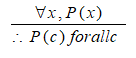 ∀x, P(x)
∴ P(c) forallc